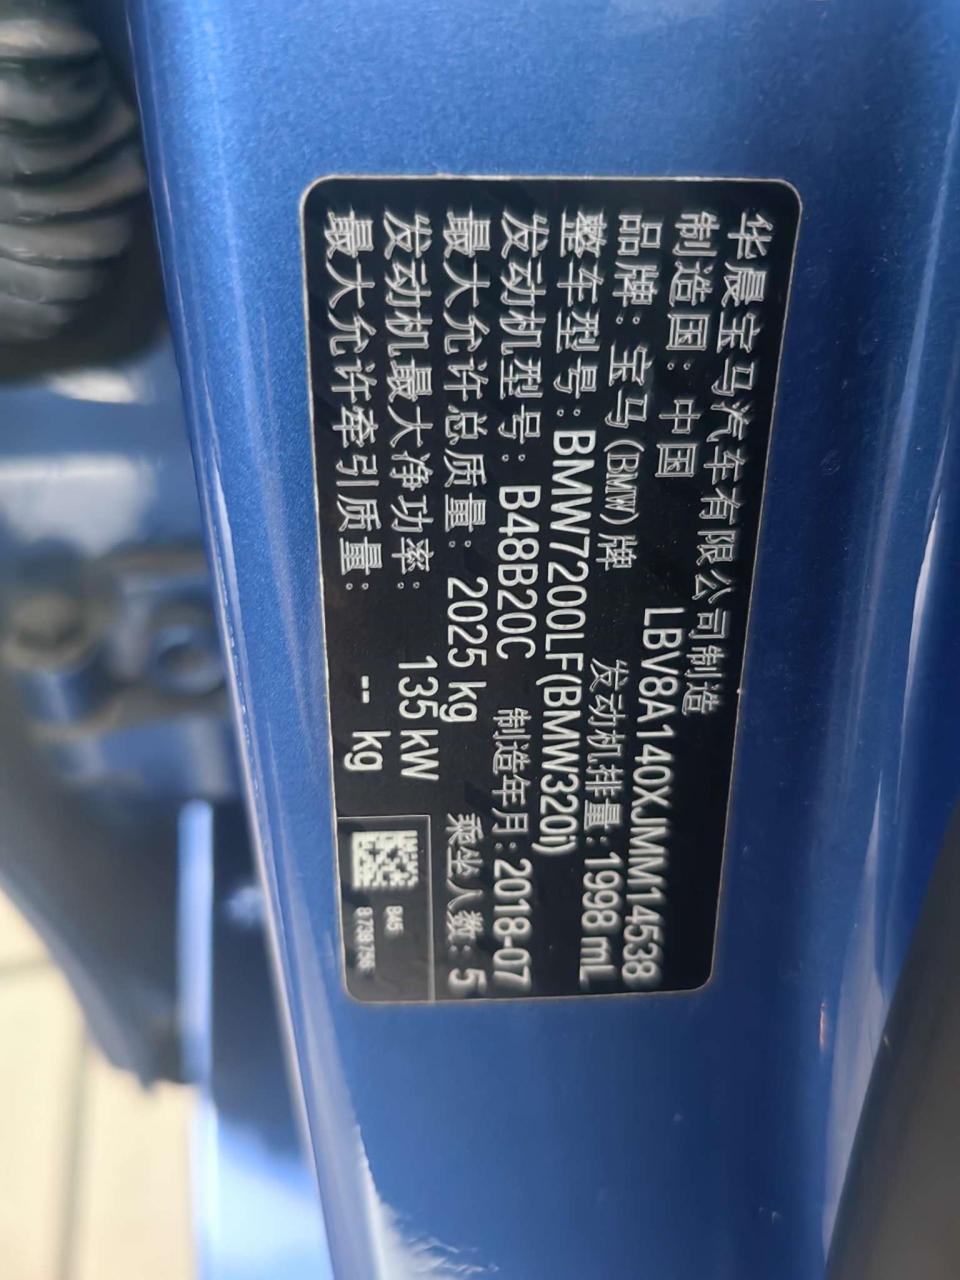 华晨宝马汽车有限公司制造
制造国：中国 LBV8A140XJMM14538
品牌：宝马(BMW)牌 发动机排量：1998 mL
整车型号：BMW7200LF(BMW320i)
发动机型号：B48B20C 制造年月：2018-07
最大允许总质量：2025 kg 乘坐人数：5
发动机最大净功率：135 kW
最大允许牵引质量：-- kg
845